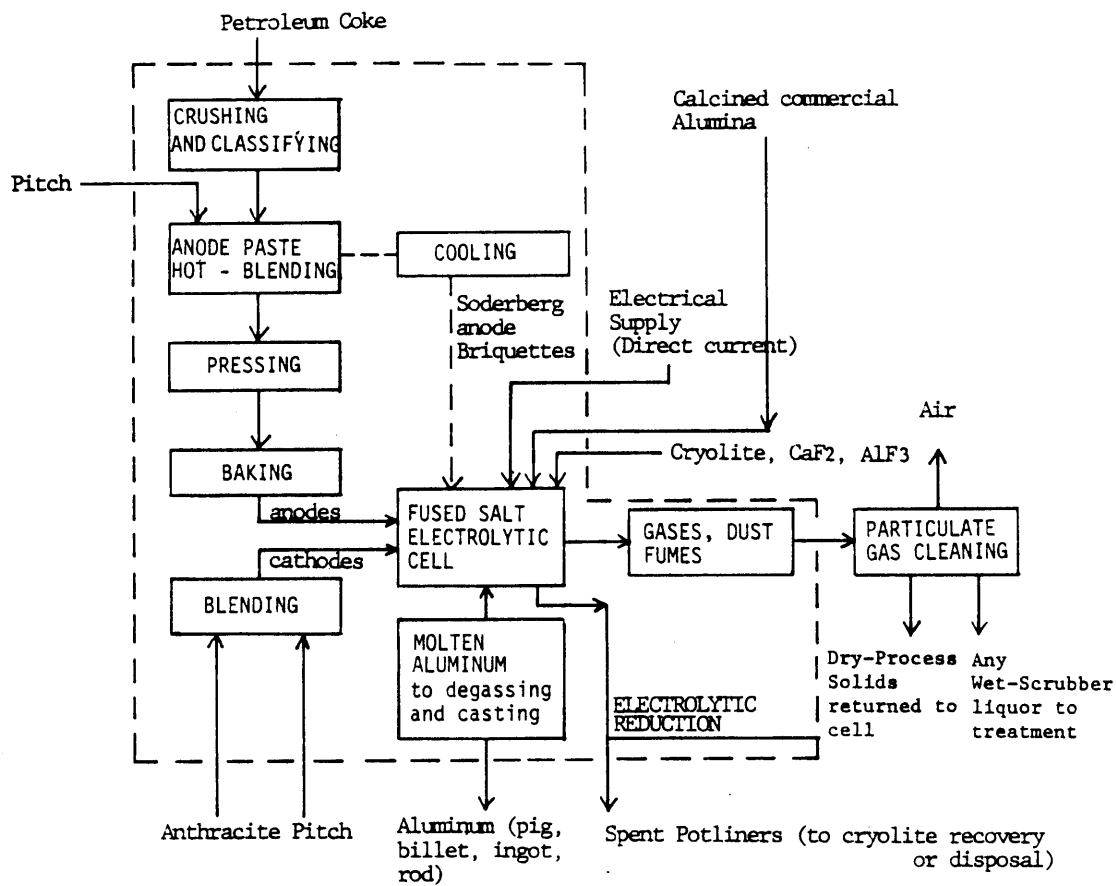 Petroleum Coke
CRUSHING
AND CLASSIFYING
Calcined commercial
Alumina
Pitch
ANODE PASTE
HOT - BLENDING
COOLING
Soderberg
anode
Briquettes
Electrical
Supply
(Direct current)
PRESSING
Air
BAKING
Cryolite, CaF2, AlF3
anodes
FUSED SALT
ELECTROLYTIC
CELL
GASES, DUST
FUMES
PARTICULATE
GAS CLEANING
cathodes
BLENDING
MOLTEN
ALUMINUM
to degassing
and casting
ELECTROLYTIC
REDUCTION
Dry-Process
Solids
returned to
cell
Any
Wet-Scrubber
liquor to
treatment
Anthracite Pitch
Aluminum (pig,
billet, ingot,
rod)
Spent Potliners (to cryolite recovery
or disposal)